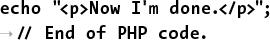 echo "<p>Now I'm done.</p>";
→// End of PHP code.